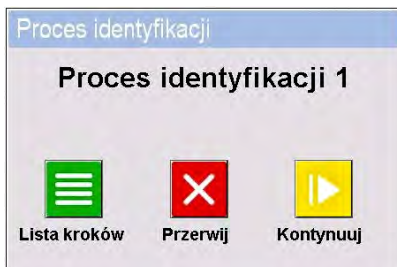 Proces identyfikacji
Proces identyfikacji 1
Lista kroków Przerwij Kontynuuj